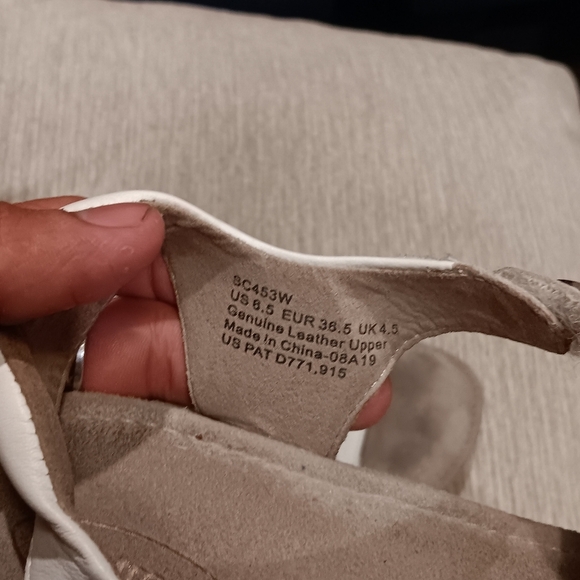 SC453W
US 6.5 EUR 36.5 UK 4.5
Genuine Leather Upper
Made in China-08A19
US PAT D771,915